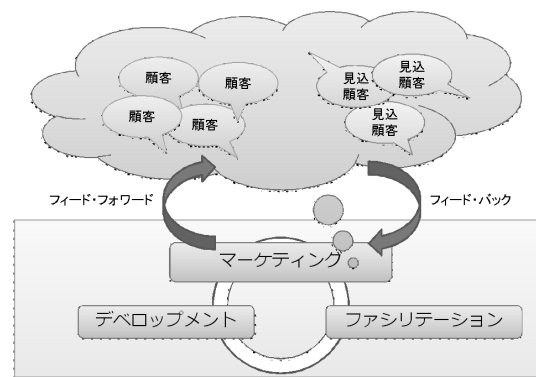 顧客
顧客
顧客
顧客
見込
顧客
見込
顧客
見込
顧客
フィード・フォワード
フィード・バック
マーケティング
デベロップメント
ファシリテーション